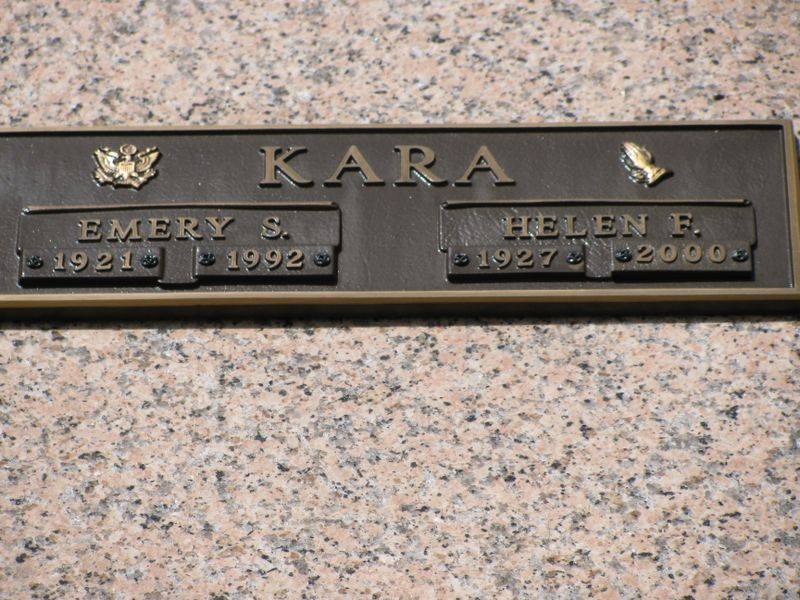 KARA
EMERY S.
1921 1992
HELEN F.
1927 2000